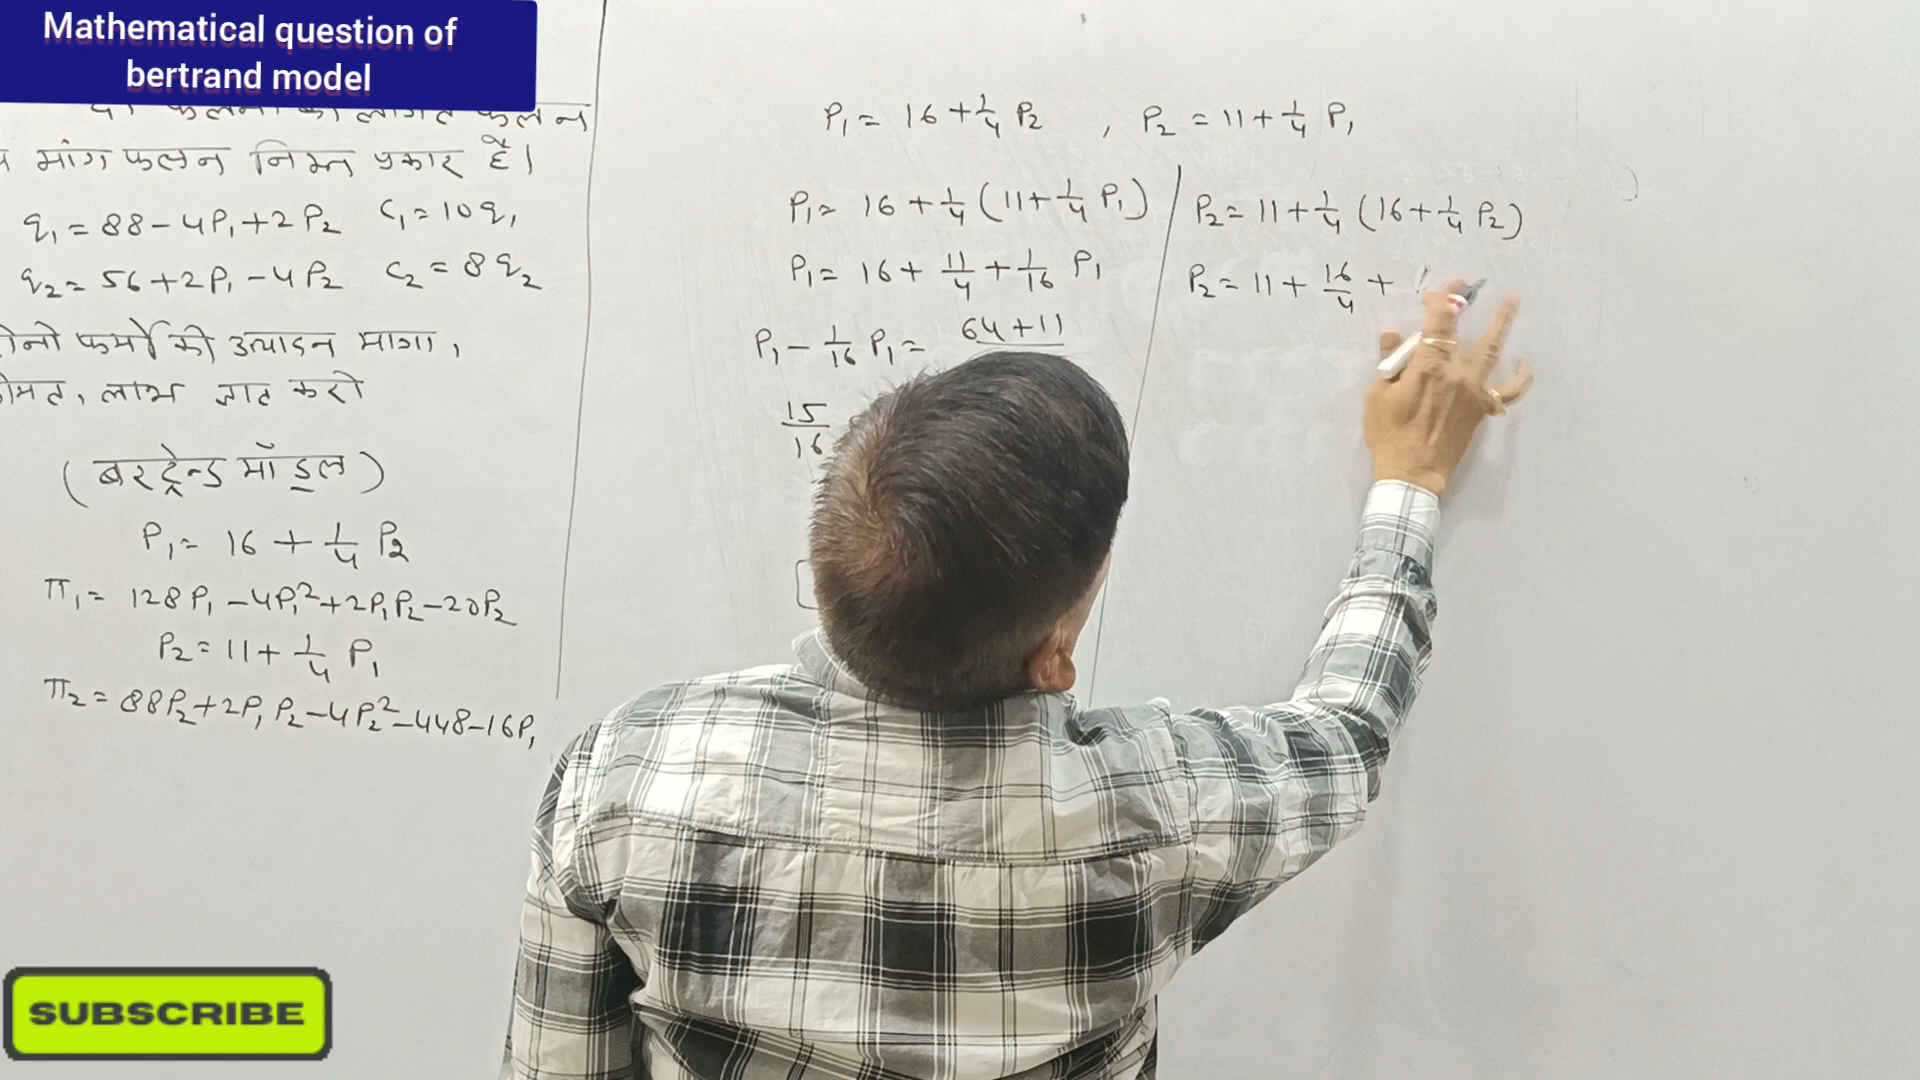 Mathematical question of
bertrand model
दो फलनो का लागत फलन
मांग फलन निम्न प्रकार है।
q₁ = 88 - 4P₁ + 2P₂ C₁ = 10q₁
q₂ = 56 + 2P₁ - 4P₂ C₂ = 8q₂
फर्मो की उत्पादन मात्रा,
लाभ ज्ञात करो
(बरट्रेन्ड मॉडल)
P₁ = 16 + 1/4 P₂
π₁ = 128P₁ - 4P₁² + 2P₁P₂ - 20P₂
P₂ = 11 + 1/4 P₁
π₂ = 88P₂ + 2P₁P₂ - 4P₂² - 448 - 16P₁
P₁ = 16 + 1/4 P₂ , P₂ = 11 + 1/4 P₁
P₁ = 16 + 1/4 (11 + 1/4 P₁)
P₁ = 16 + 11/4 + 1/16 P₁
P₁ - 1/16 P₁ = 64 + 11
15/16
P₂ = 11 + 1/4 (16 + 1/4 P₂)
P₂ = 11 + 16/4 +
SUBSCRIBE